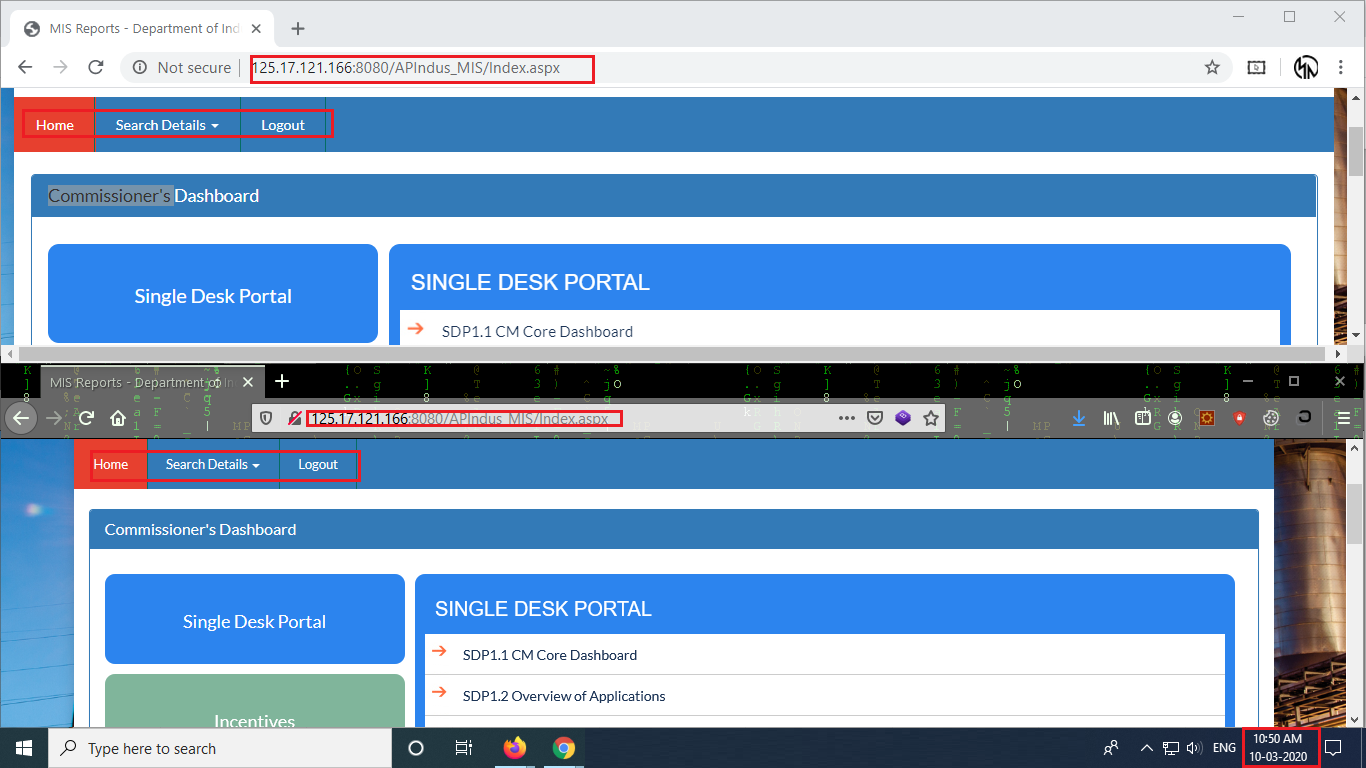 MIS Reports - Department of Ind
Not secure
125.17.121.166:8080/APIndus_MIS/Index.aspx
Home
Search Details
Logout
Commissioner's Dashboard
Single Desk Portal
SINGLE DESK PORTAL
SDP1.1 CM Core Dashboard
MIS Reports - Department of In
125.17.121.166:8080/APIndus_MIS/Index.aspx
Home
Search Details
Logout
Commissioner's Dashboard
Single Desk Portal
SINGLE DESK PORTAL
SDP1.1 CM Core Dashboard
SDP1.2 Overview of Applications
Incentives
Type here to search
ENG
10:50 AM
10-03-2020